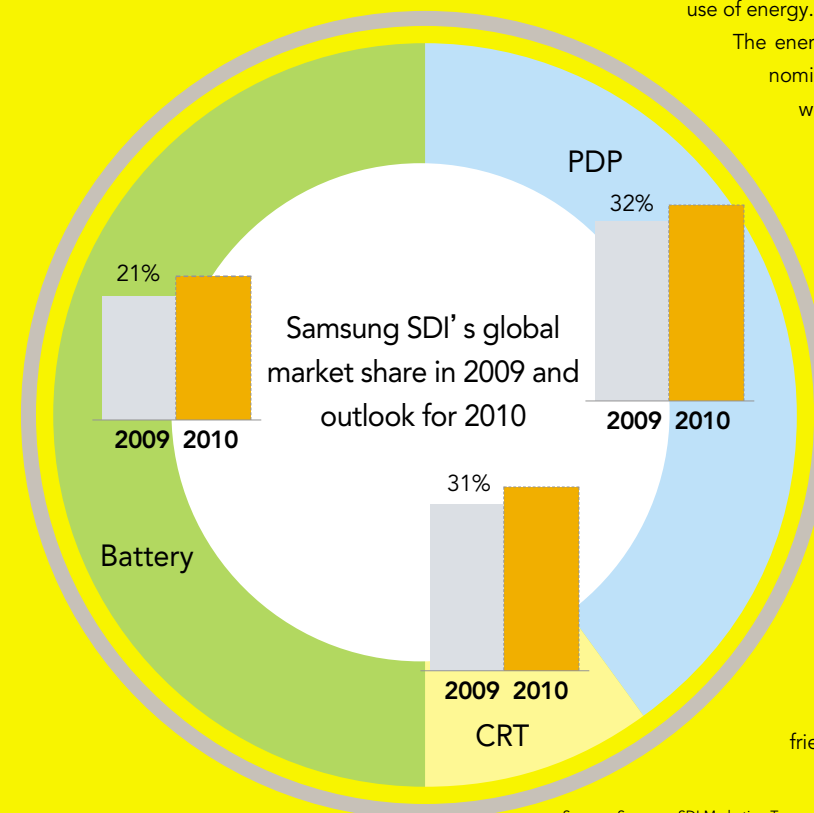 use of energy.
The ener
nomi
w
PDP
32%
21%
Samsung SDI’s global
market share in 2009 and
outlook for 2010
2009 2010
2009 2010
31%
Battery
2009 2010
CRT
frie